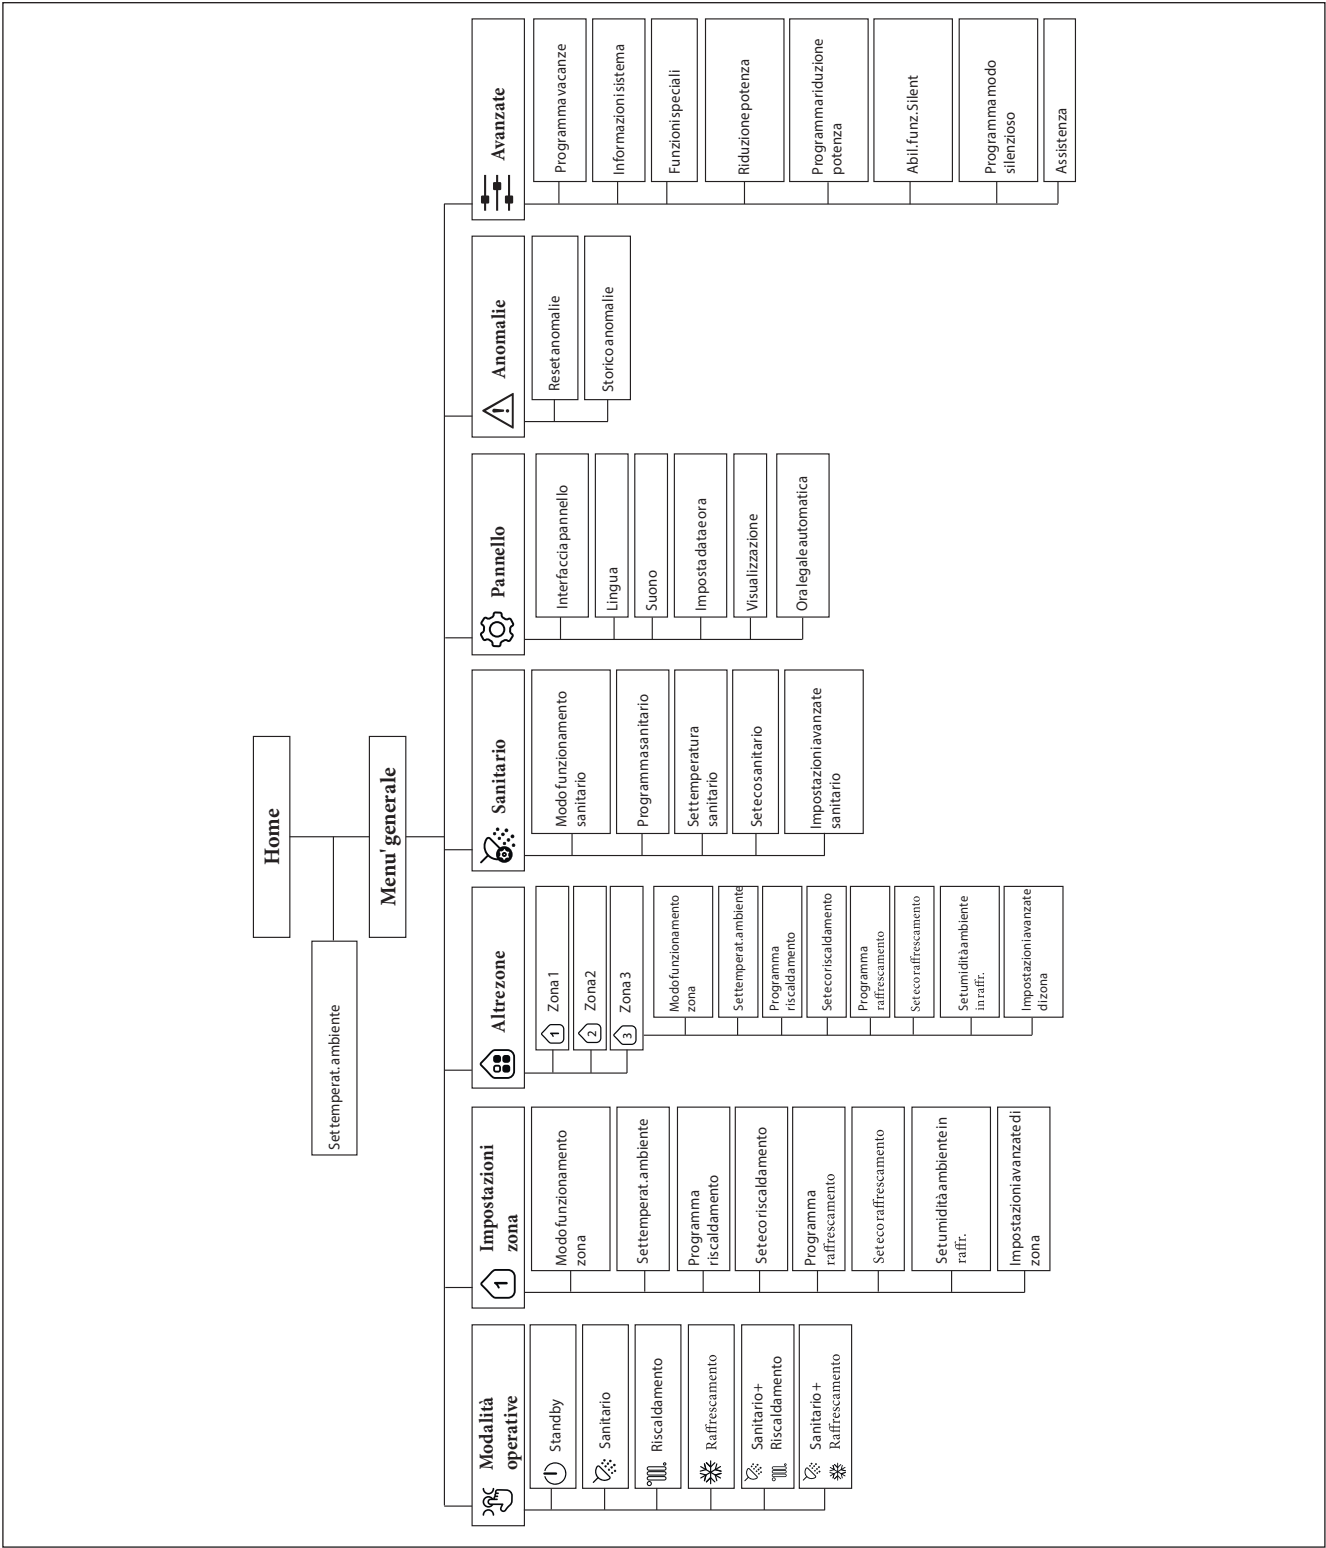 Home
Set temperat. ambiente
Menu' generale
Modalità
operative
Standby
Sanitario
Riscaldamento
Raffrescamento
Sanitario +
Riscaldamento
Sanitario +
Raffrescamento
1
Impostazioni
zona
Modo funzionamento
zona
Set temperat. ambiente
Programma
riscaldamento
Set eco riscaldamento
Programma
raffrescamento
Set eco raffrescamento
Set umidità ambiente in
raffr.
Impostazioni avanzate di
zona
Altre zone
1 Zona 1
2 Zona 2
3 Zona 3
Modo funzionamento
zona
Set temperat. ambiente
Programma
riscaldamento
Set eco riscaldamento
Programma
raffrescamento
Set eco raffrescamento
Set umidità ambiente
in raffr.
Impostazioni avanzate
di zona
Sanitario
Modo funzionamento
sanitario
Programma sanitario
Set temperatura
sanitario
Set eco sanitario
Impostazioni avanzate
sanitario
Pannello
Interfaccia pannello
Lingua
Suono
Imposta data e ora
Visualizzazione
Ora legale automatica
Anomalie
Reset anomalie
Storico anomalie
Avanzate
Programma vacanze
Informazioni sistema
Funzioni speciali
Riduzione potenza
Programma riduzione
potenza
Abil. funz. Silent
Programma modo
silenzioso
Assistenza